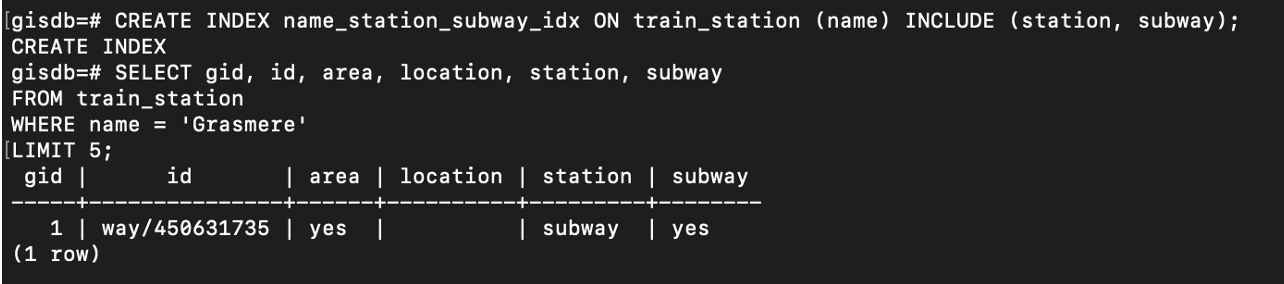 [gisdb=# CREATE INDEX name_station_subway_idx ON train_station (name) INCLUDE (station, subway);
CREATE INDEX
gisdb=# SELECT gid, id, area, location, station, subway
FROM train_station
WHERE name = 'Grasmere'
[LIMIT 5;
 gid |      id       | area | location | station | subway
-----+---------------+------+----------+---------+--------
   1 | way/450631735 | yes  |          | subway  | yes
(1 row)